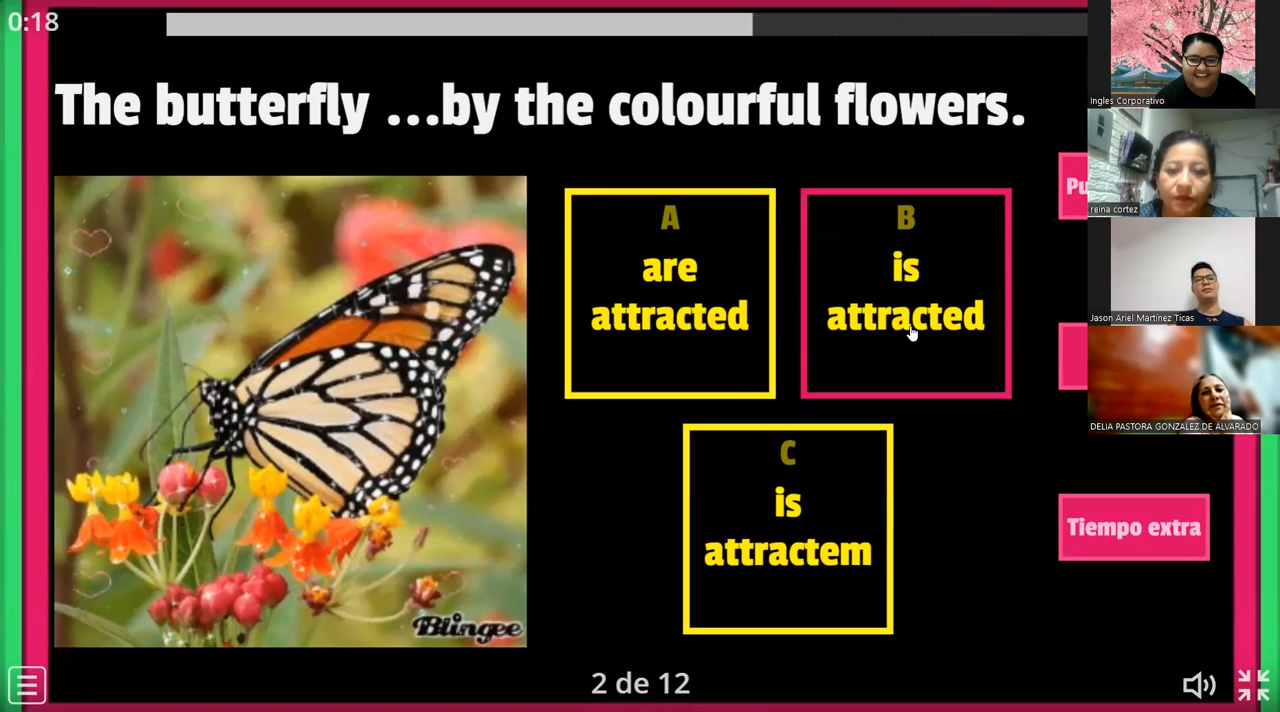 0:18
The butterfly ...by the colourful flowers.
A
are
attracted
B
is
attracted
C
is
attractem
Tiempo extra
Blingee
2 de 12
Ingles Corporativo
reina cortez
Jason Ariel Martínez Ticas
DELIA PASTORA GONZALEZ DE ALVARADO